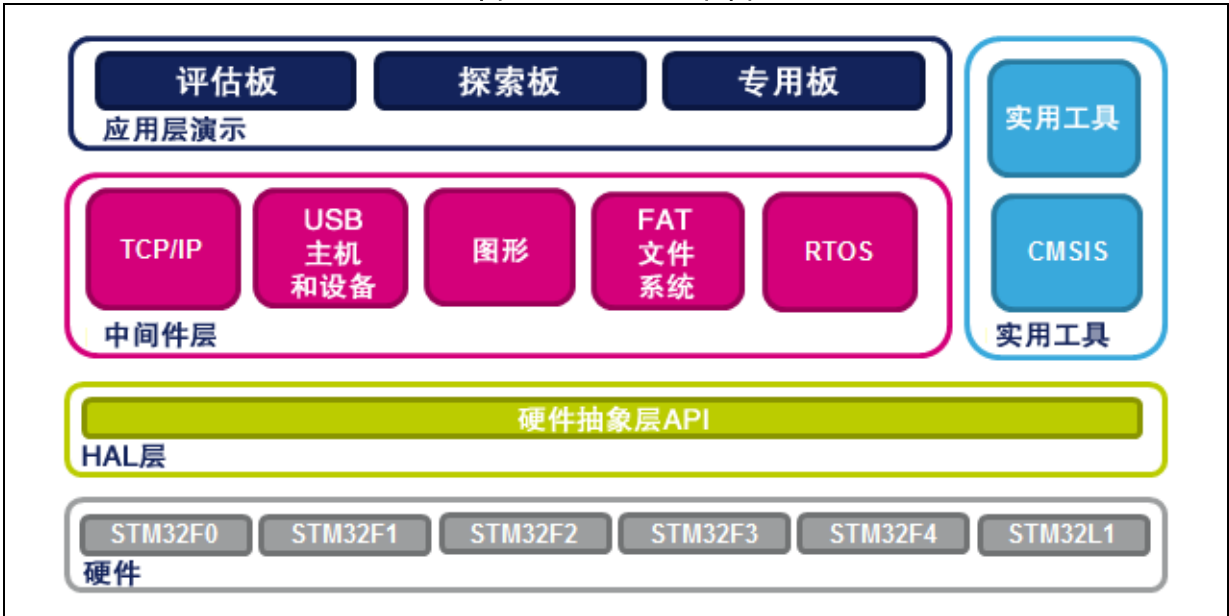 评估板
探索板
专用板
应用层演示
实用工具
TCP/IP
USB
主机
和设备
图形
FAT
文件
系统
RTOS
CMSIS
中间件层
实用工具
硬件抽象层API
HAL层
STM32F0
STM32F1
STM32F2
STM32F3
STM32F4
STM32L1
硬件